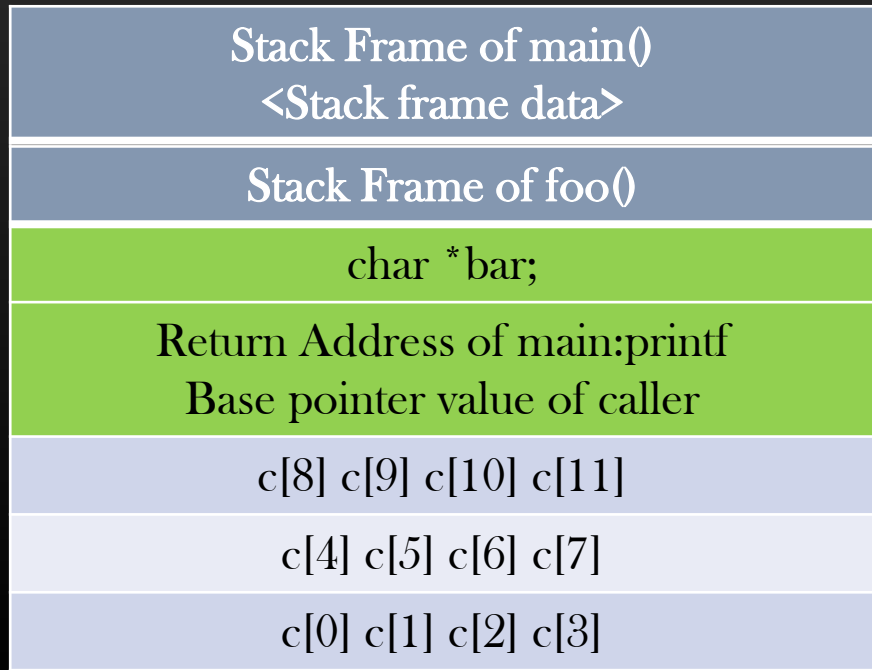 Stack Frame of main()
<Stack frame data>
Stack Frame of foo()
char *bar;
Return Address of main:printf
Base pointer value of caller
c[8] c[9] c[10] c[11]
c[4] c[5] c[6] c[7]
c[0] c[1] c[2] c[3]